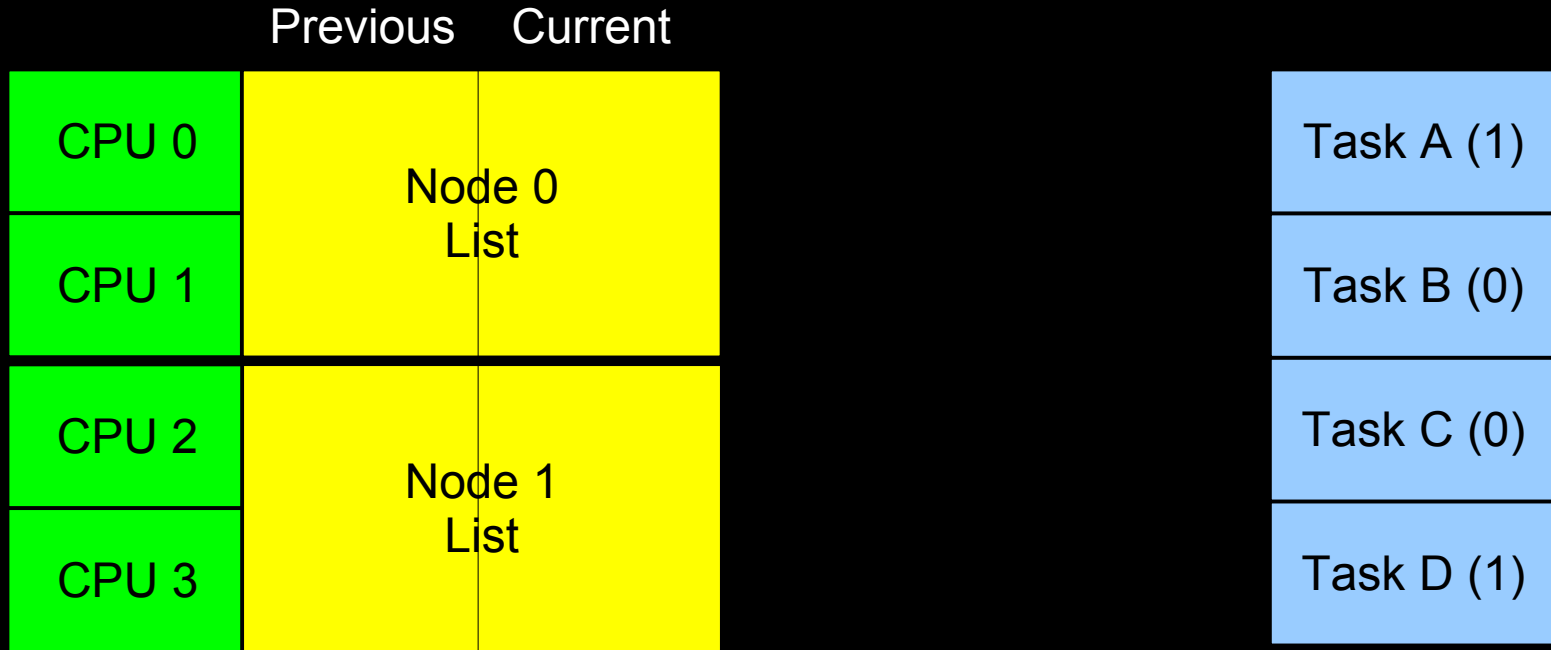 Previous Current
CPU 0
CPU 1
CPU 2
CPU 3
Node 0
List
Node 1
List
Task A (1)
Task B (0)
Task C (0)
Task D (1)